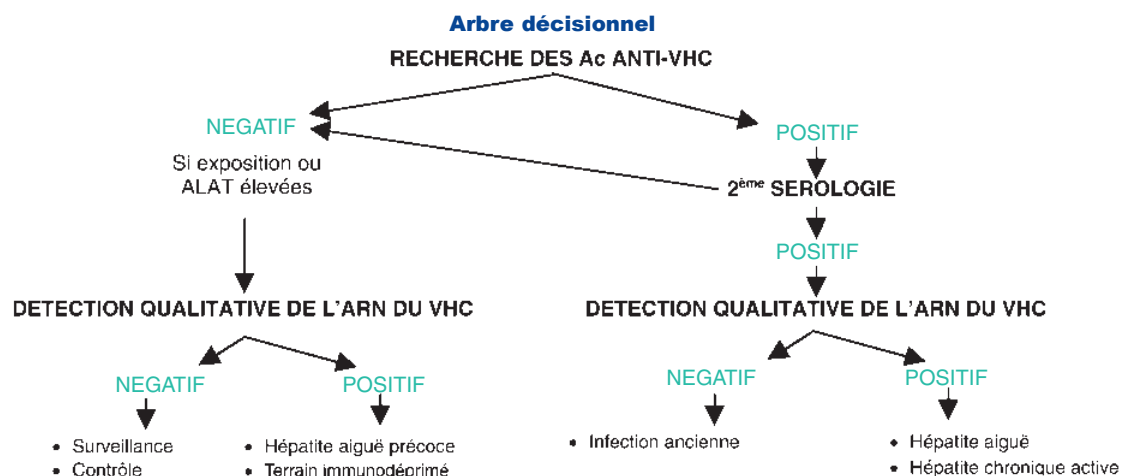 Arbre décisionnel
RECHERCHE DES Ac ANTI-VHC
NEGATIF
POSITIF
Si exposition ou
ALAT élevées
2ème SEROLOGIE
POSITIF
DETECTION QUALITATIVE DE L'ARN DU VHC
DETECTION QUALITATIVE DE L'ARN DU VHC
NEGATIF
POSITIF
NEGATIF
POSITIF
• Surveillance
• Contrôle
• Hépatite aiguë précoce
• Terrain immunodéprimé
• Infection ancienne
• Hépatite aiguë
• Hépatite chronique active